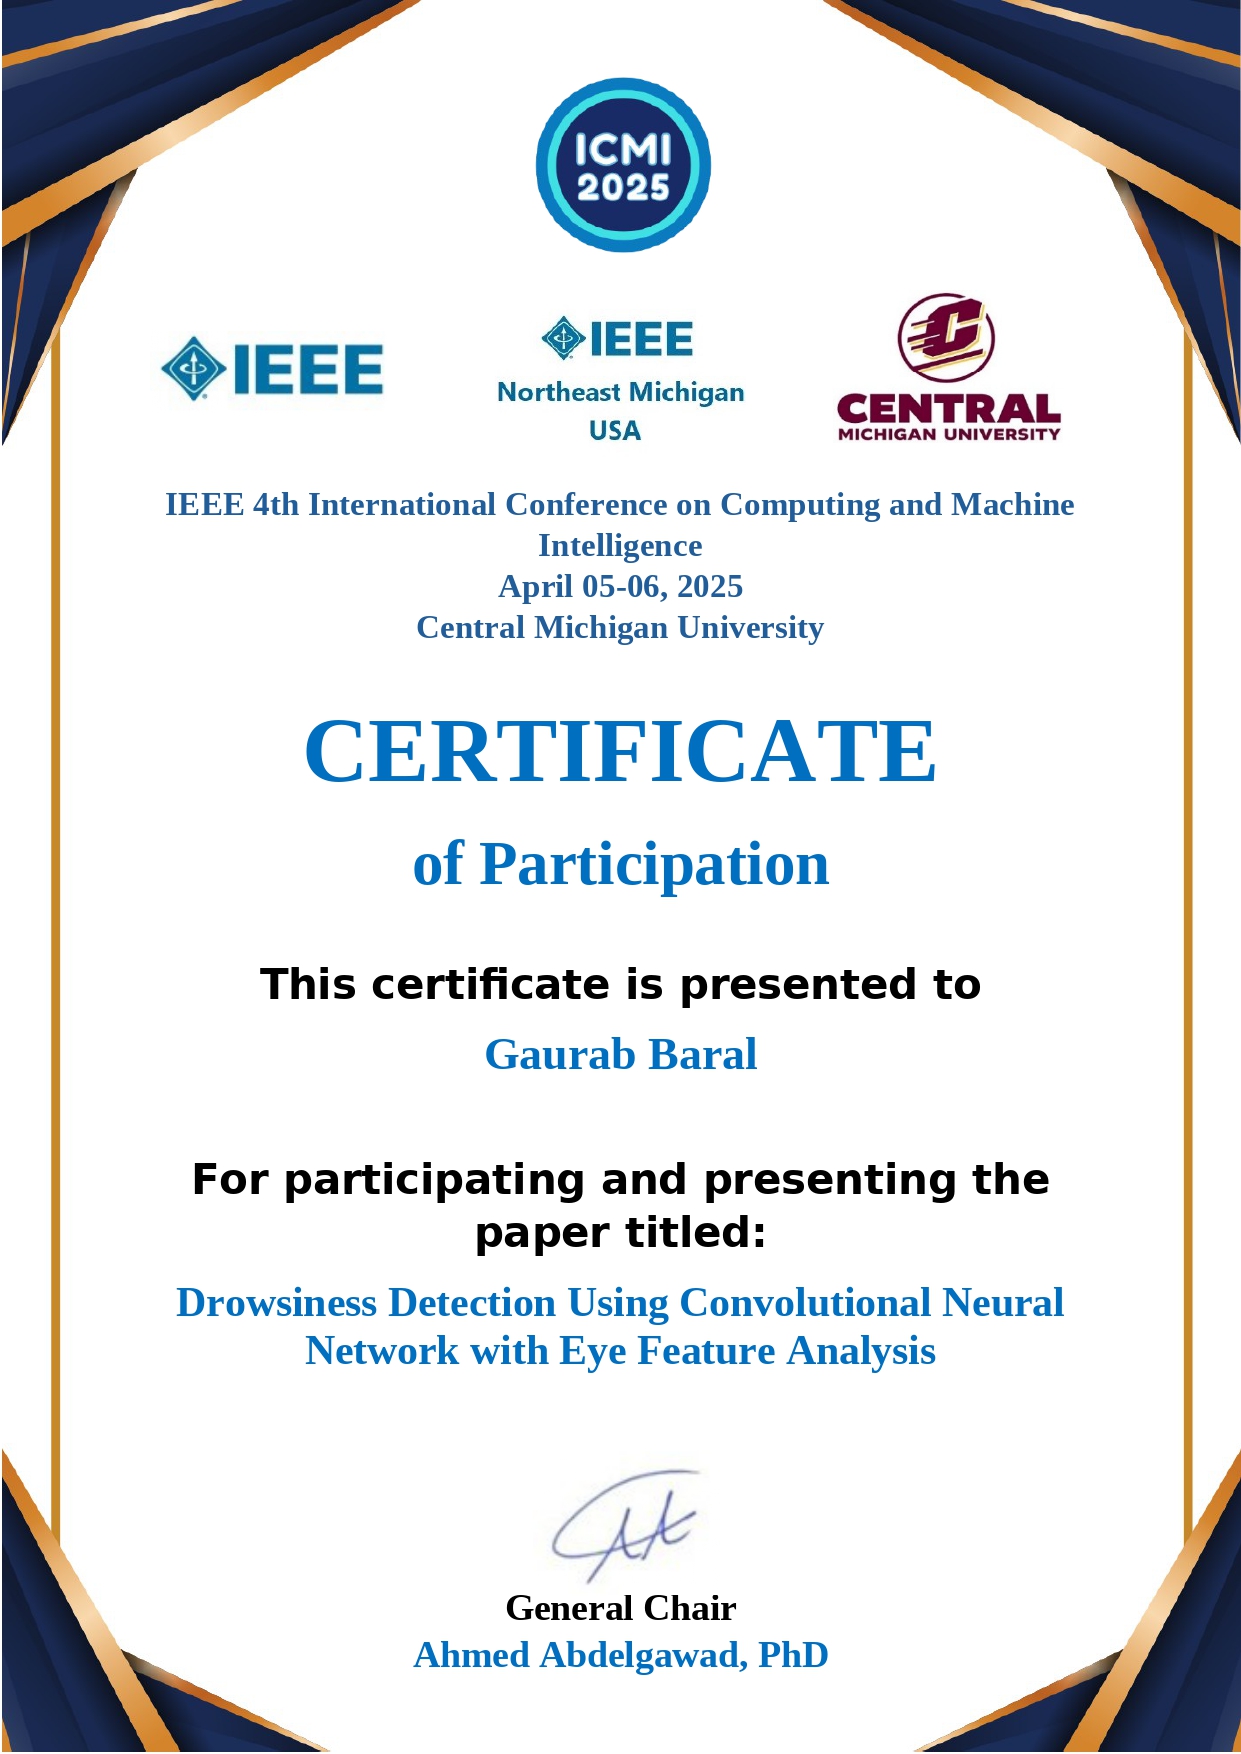 ICMI
2025
IEEE
IEEE
Northeast Michigan
USA
CENTRAL
MICHIGAN UNIVERSITY
IEEE 4th International Conference on Computing and Machine
Intelligence
April 05-06, 2025
Central Michigan University
CERTIFICATE
of Participation
This certificate is presented to
Gaurab Baral
For participating and presenting the
paper titled:
Drowsiness Detection Using Convolutional Neural
Network with Eye Feature Analysis
General Chair
Ahmed Abdelgawad, PhD